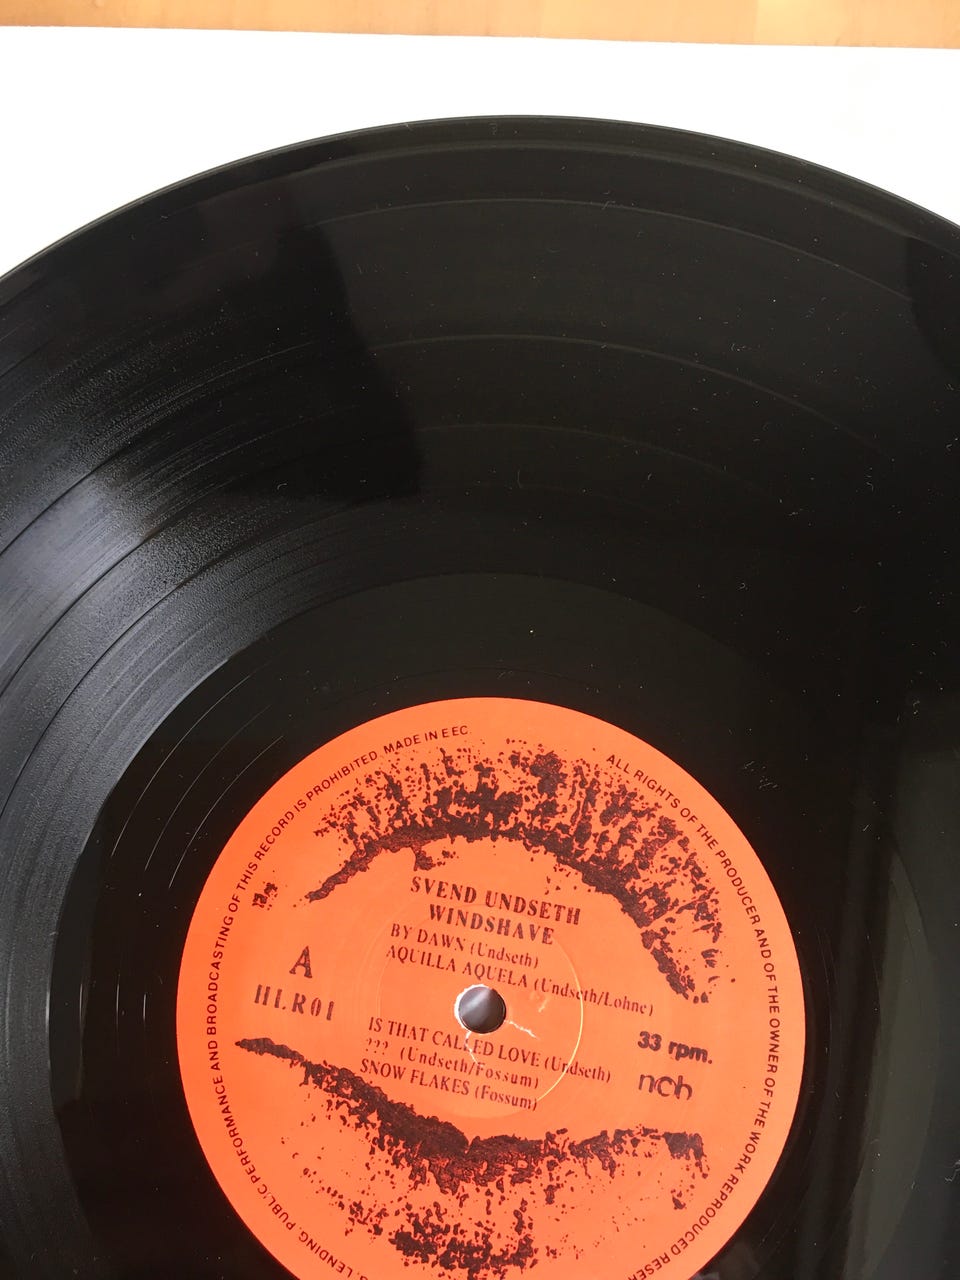 SVEND UNDSETH
WINDSHAVE
BY DAWN (Undseth)
AQUILLA AQUELA (Undseth/Lohne)
IS THAT CALLED LOVE (Undseth)
??? (Undseth/Fossum)
SNOW FLAKES (Fossum)
A
HLR01
33 rpm.
ncb
ALL RIGHTS OF THE PRODUCER AND OF THE OWNER OF THE WORK REPRODUCED RESER
LENDING. PUBLIC PERFORMANCE AND BROADCASTING OF THIS RECORD IS PROHIBITED. MADE IN EEC.